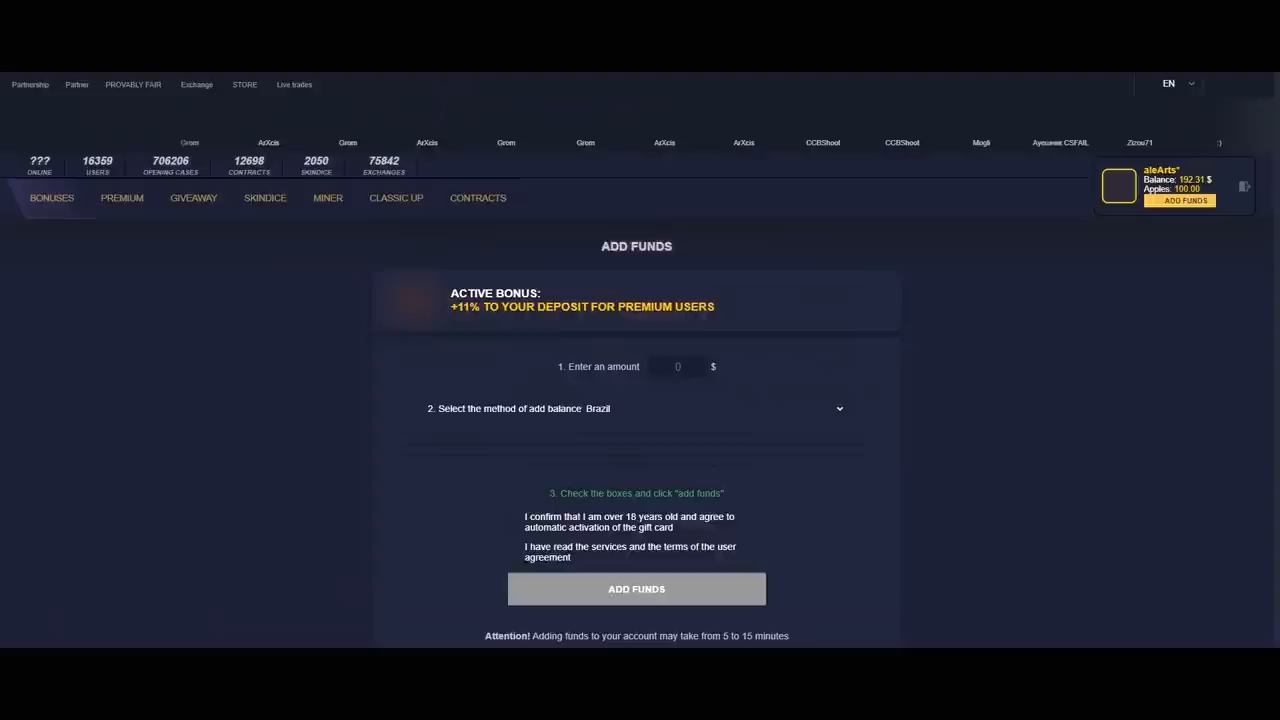 Partnership Partner PROVABLY FAIR Exchange STORE Live trades EN
Grom ArXcis Grom ArXcis Grom Grom ArXcis ArXcis CCBShoot CCBShoot Mogli Ауешния CSFAIL Zizou71 :)
??? 16359 706206 12698 2050 75842
ONLINE USERS OPENING CASES CONTRACTS SKINDICE EXCHANGES
aleArts*
Balance: 192.31 $
Apples: 100.00
ADD FUNDS
BONUSES PREMIUM GIVEAWAY SKINDICE MINER CLASSIC UP CONTRACTS
ADD FUNDS
ACTIVE BONUS:
+11% TO YOUR DEPOSIT FOR PREMIUM USERS
1. Enter an amount 0 $
2. Select the method of add balance Brazil
3. Check the boxes and click "add funds"
I confirm that I am over 18 years old and agree to
automatic activation of the gift card
I have read the services and the terms of the user
agreement
ADD FUNDS
Attention! Adding funds to your account may take from 5 to 15 minutes